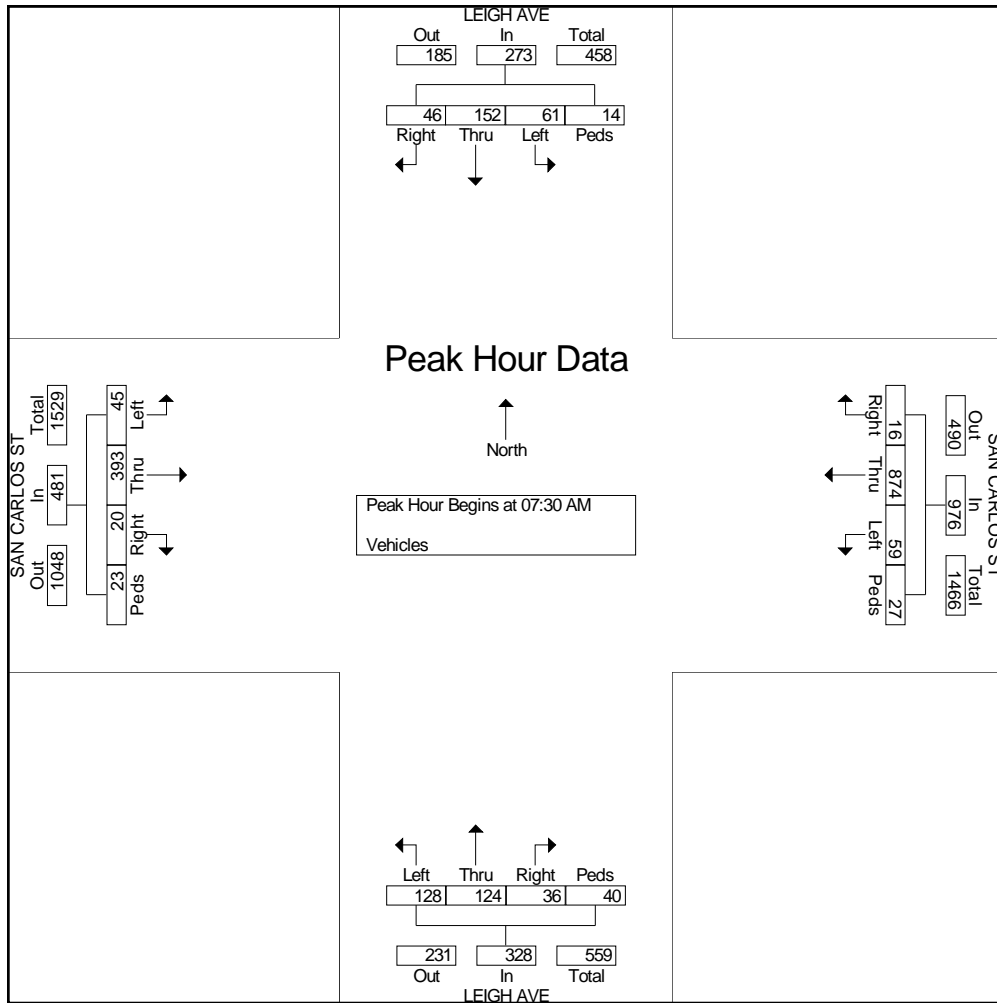 LEIGH AVE
Out In Total
185 273 458
46 152 61 14
Right Thru Left Peds
Peak Hour Data
North
Peak Hour Begins at 07:30 AM
Vehicles
SAN CARLOS ST
Total In Out
1529 481 1048
45 393 20 23
Left Thru Right Peds
SAN CARLOS ST
Out In Total
490 976 1466
16 874 59 27
Right Thru Left Peds
Left Thru Right Peds
128 124 36 40
231 328 559
Out In Total
LEIGH AVE